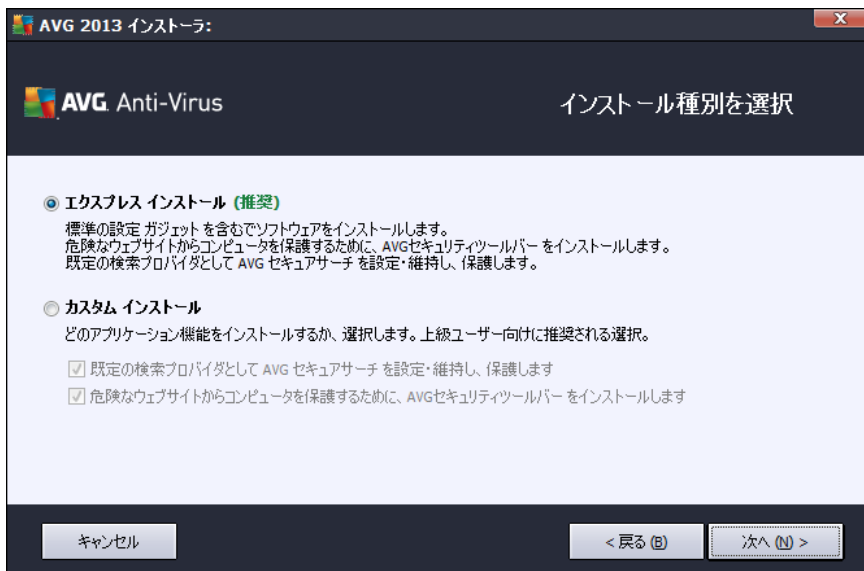 AVG 2013 インストーラ:
X
AVG. Anti-Virus
インストール種別を選択
エクスプレス インストール (推奨)
標準の設定 ガジェット を含むでソフトウェアをインストールします。
危険なウェブサイトからコンピュータを保護するために、AVGセキュリティツールバー をインストールします。
既定の検索プロバイダとして AVG セキュアサーチ を設定・維持し、保護します。
カスタム インストール
どのアプリケーション機能をインストールするか、選択します。上級ユーザー向けに推奨される選択。
既定の検索プロバイダとして AVG セキュアサーチ を設定・維持し、保護します
危険なウェブサイトからコンピュータを保護するために、AVGセキュリティツールバー をインストールします
キャンセル
< 戻る (B)
次へ (N) >